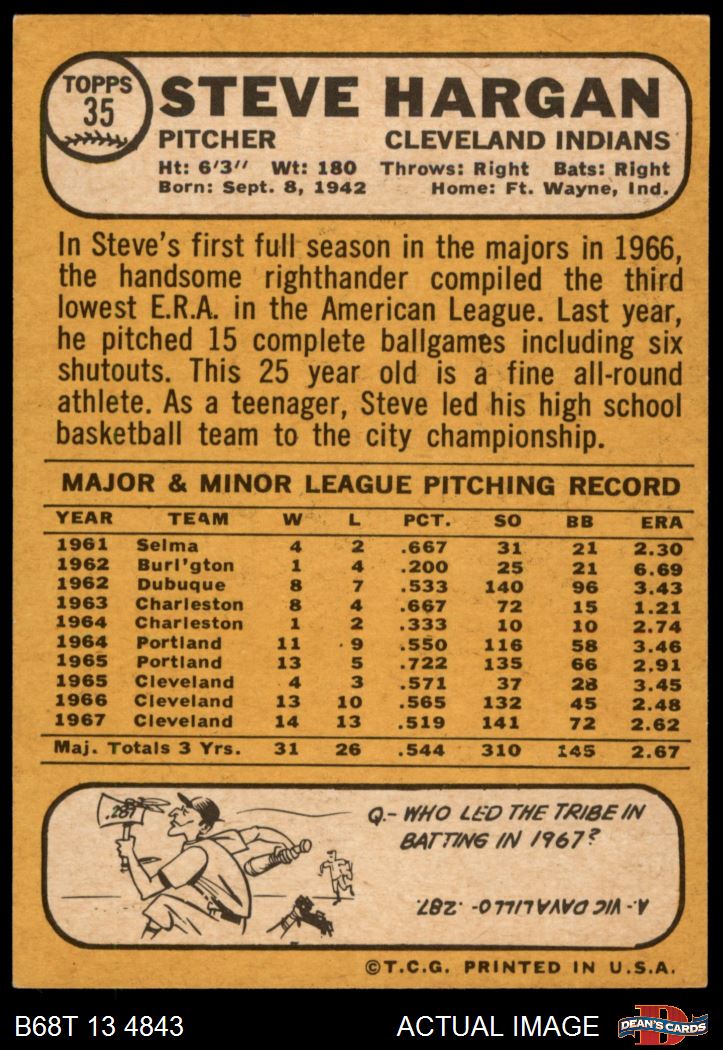 TOPPS
35
STEVE HARGAN
PITCHER CLEVELAND INDIANS
Ht: 6'3" Wt: 180 Throws: Right Bats: Right
Born: Sept. 8, 1942 Home: Ft. Wayne, Ind.
In Steve's first full season in the majors in 1966,
the handsome righthander compiled the third
lowest E.R.A. in the American League. Last year,
he pitched 15 complete ballgames including six
shutouts. This 25 year old is a fine all-round
athlete. As a teenager, Steve led his high school
basketball team to the city championship.
MAJOR & MINOR LEAGUE PITCHING RECORD
YEAR TEAM W L PCT. SO BB ERA
1961 Selma 4 2 .667 31 21 2.30
1962 Burl'gton 1 4 .200 25 21 6.69
1962 Dubuque 8 7 .533 140 96 3.43
1963 Charleston 8 4 .667 72 15 1.21
1964 Charleston 1 2 .333 10 10 2.74
1964 Portland 11 9 .550 116 58 3.46
1965 Portland 13 5 .722 135 66 2.91
1965 Cleveland 4 3 .571 37 28 3.45
1966 Cleveland 13 10 .565 132 45 2.48
1967 Cleveland 14 13 .519 141 72 2.62
Maj. Totals 3 Yrs. 31 26 .544 310 145 2.67
.287
Q.- WHO LED THE TRIBE IN
BATTING IN 1967?
A.- VIC DAVALILLO- .287.
©T.C.G. PRINTED IN U.S.A.
B68T 13 4843 ACTUAL IMAGE
D
DEAN'S CARDS